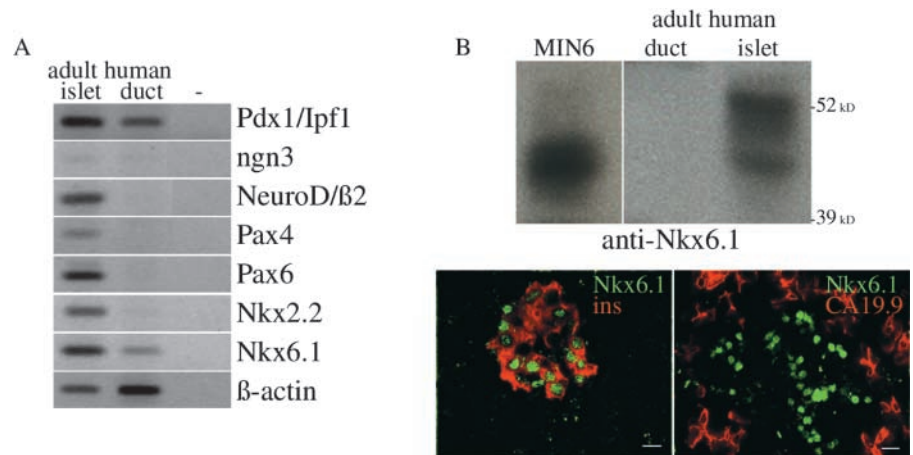 A
adult human
islet duct -
Pdx1/Ipf1
ngn3
NeuroD/ß2
Pax4
Pax6
Nkx2.2
Nkx6.1
ß-actin
B
adult human
MIN6 duct islet
-52 kD
-39 kD
anti-Nkx6.1
Nkx6.1
ins
Nkx6.1
CA19.9